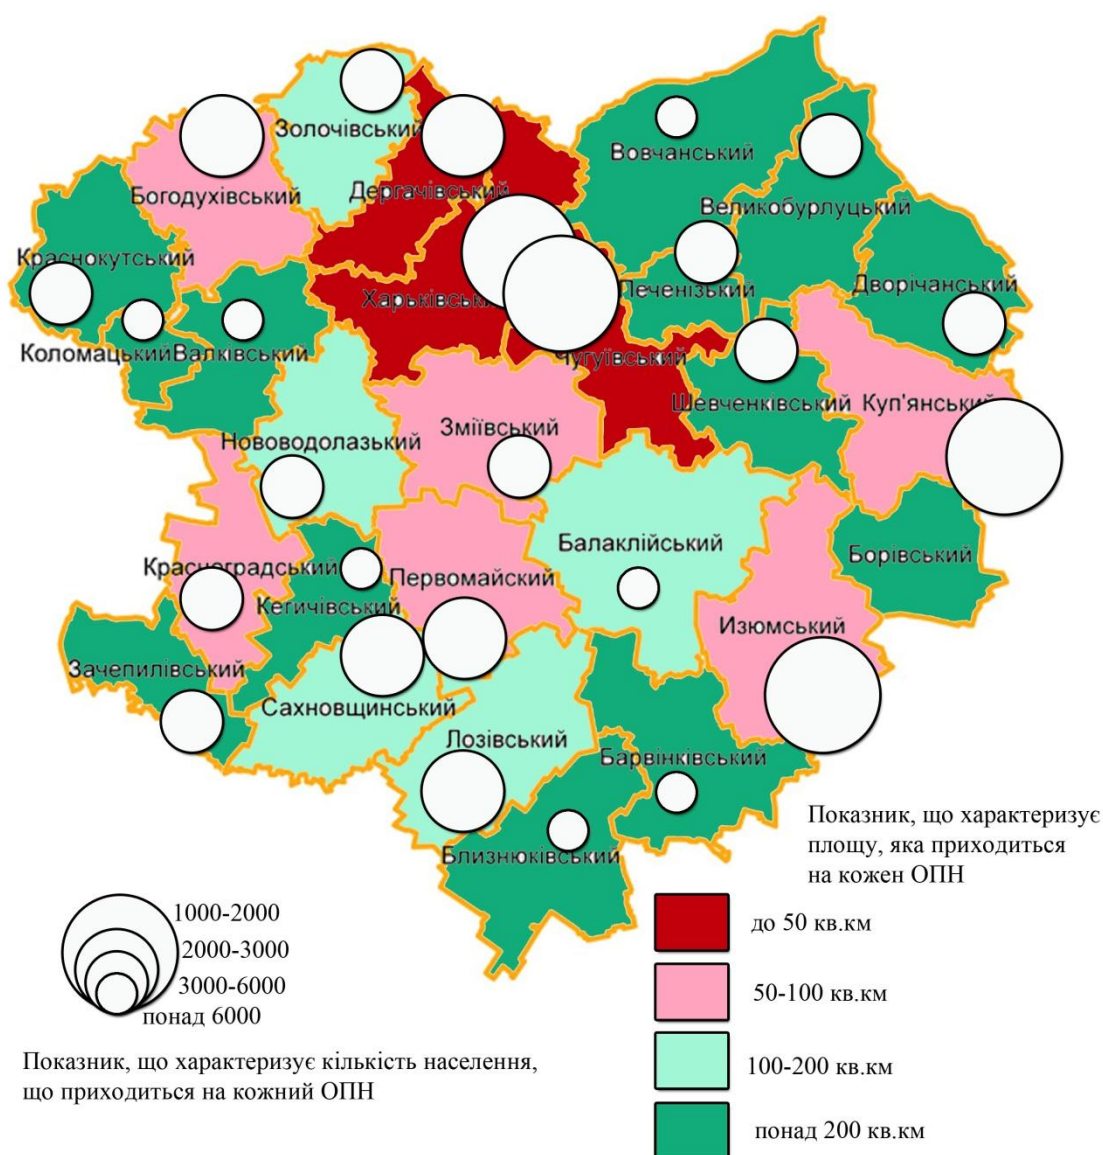 Золочівський
Вовчанський
Богодухівський
Дергачівський
Великобурлуцький
Краснокутський
Печенізький
Дворічанський
Харьківськ
Коломацький
Валківський
Чугуївський
Шевченківський
Куп'янський
Нововодолазький
Зміївський
Балаклійський
Борівський
Красноградський
Первомайский
Кегичівський
Изюмський
Зачепилівський
Сахновщинський
Лозівський
Барвінківський
Близнюківський
Показник, що характеризує
площу, яка приходиться
на кожен ОПН
1000-2000
2000-3000
3000-6000
понад 6000
Показник, що характеризує кількість населення,
що приходиться на кожний ОПН
до 50 кв.км
50-100 кв.км
100-200 кв.км
понад 200 кв.км